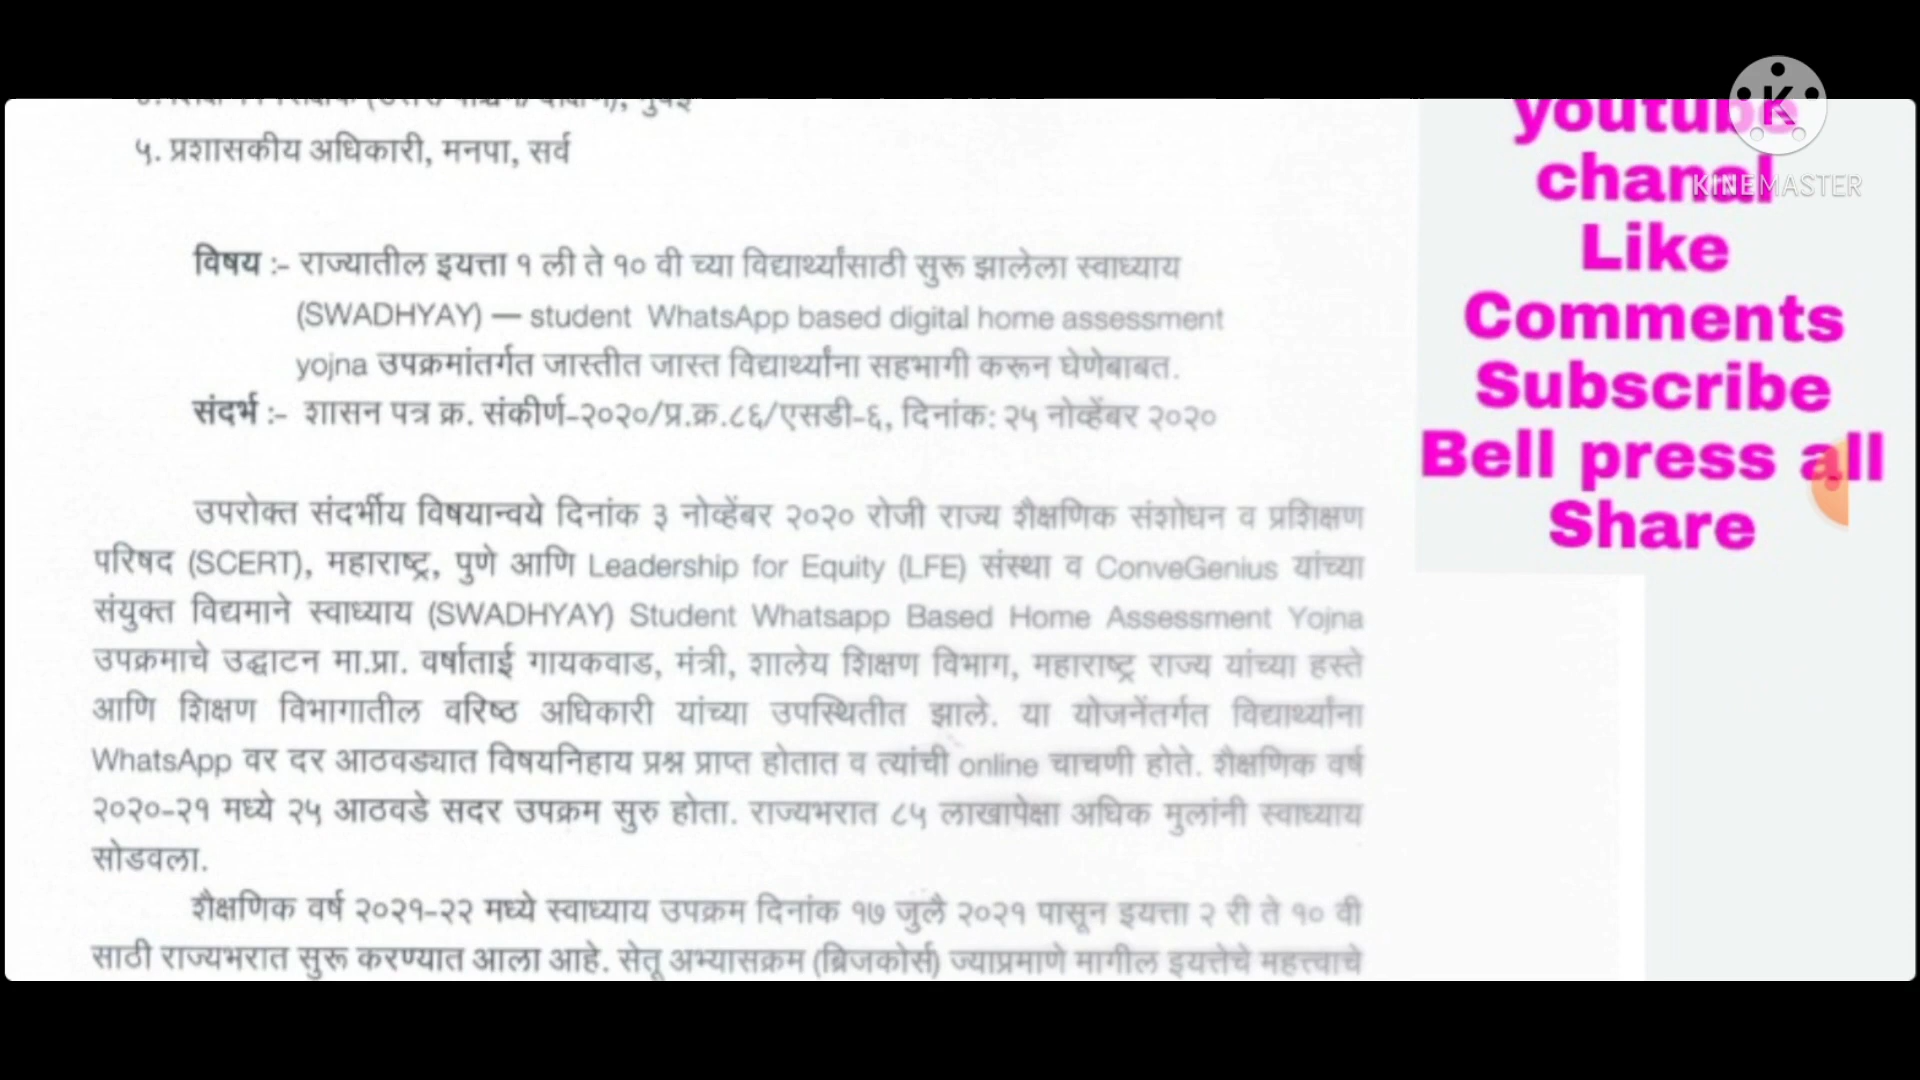 ५. प्रशासकीय अधिकारी, मनपा, सर्व
विषय :- राज्यातील इयत्ता १ ली ते १० वी च्या विद्यार्थ्यांसाठी सुरू झालेला स्वाध्याय
(SWADHYAY) — student WhatsApp based digital home assessment
yojna उपक्रमांतर्गत जास्तीत जास्त विद्यार्थ्यांना सहभागी करून घेणेबाबत.
संदर्भ :- शासन पत्र क्र. संकीर्ण-२०२०/प्र.क्र.८६/एसडी-६, दिनांक: २५ नोव्हेंबर २०२०
उपरोक्त संदर्भीय विषयान्वये दिनांक ३ नोव्हेंबर २०२० रोजी राज्य शैक्षणिक संशोधन व प्रशिक्षण
परिषद (SCERT), महाराष्ट्र, पुणे आणि Leadership for Equity (LFE) संस्था व ConveGenius यांच्या
संयुक्त विद्यमाने स्वाध्याय (SWADHYAY) Student Whatsapp Based Home Assessment Yojna
उपक्रमाचे उद्घाटन मा.प्रा. वर्षाताई गायकवाड, मंत्री, शालेय शिक्षण विभाग, महाराष्ट्र राज्य यांच्या हस्ते
आणि शिक्षण विभागातील वरिष्ठ अधिकारी यांच्या उपस्थितीत झाले. या योजनेंतर्गत विद्यार्थ्यांना
WhatsApp वर दर आठवड्यात विषयनिहाय प्रश्न प्राप्त होतात व त्यांची online चाचणी होते. शैक्षणिक वर्ष
२०२०-२१ मध्ये २५ आठवडे सदर उपक्रम सुरु होता. राज्यभरात ८५ लाखापेक्षा अधिक मुलांनी स्वाध्याय
सोडवला.
शैक्षणिक वर्ष २०२१-२२ मध्ये स्वाध्याय उपक्रम दिनांक १७ जुलै २०२१ पासून इयत्ता २ री ते १० वी
साठी राज्यभरात सुरू करण्यात आला आहे. सेतू अभ्यासक्रम (ब्रिजकोर्स) ज्याप्रमाणे मागील इयत्तेचे महत्त्वाचे
youtube
chanal
Like
Comments
Subscribe
Bell press all
Share
K
KINEMASTER